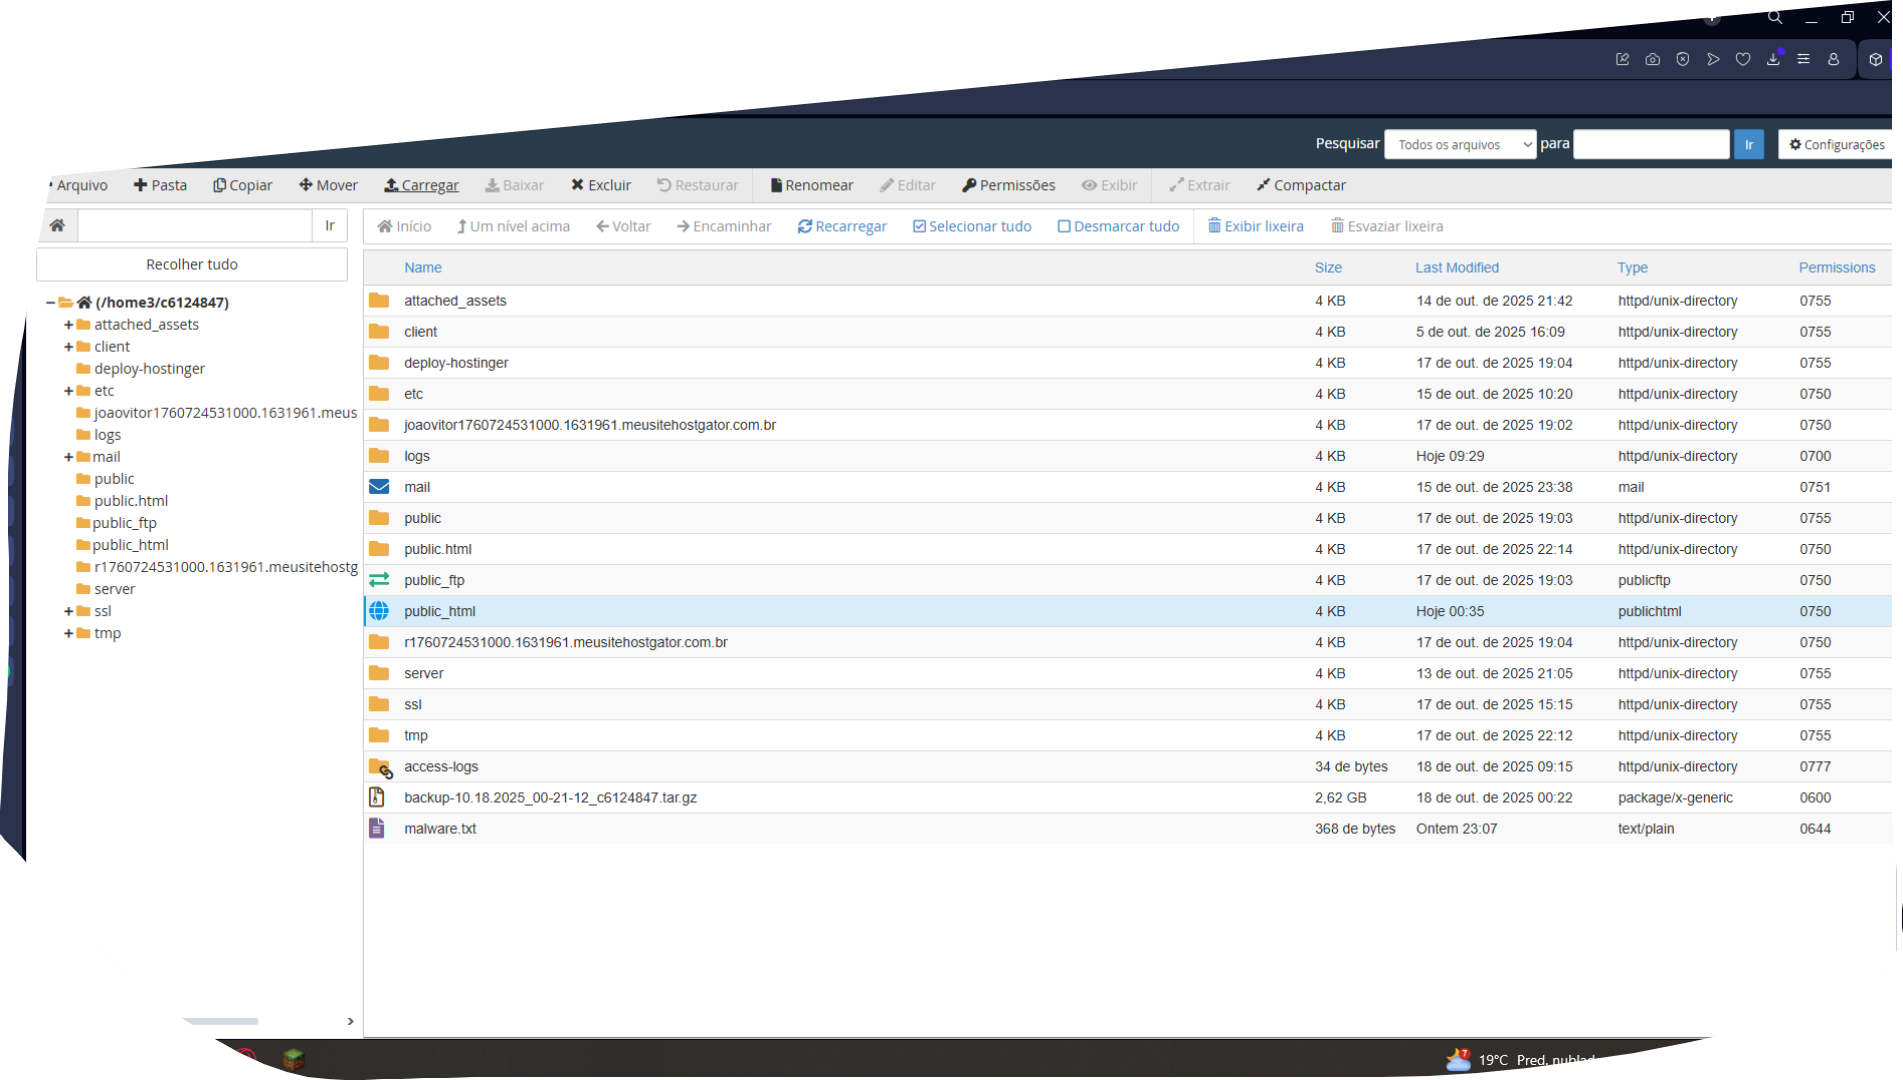 Pesquisar Todos os arquivos para Ir Configurações
Arquivo Pasta Copiar Mover Carregar Baixar Excluir Restaurar Renomear Editar Permissões Exibir Extrair Compactar
Ir Início Um nível acima Voltar Encaminhar Recarregar Selecionar tudo Desmarcar tudo Exibir lixeira Esvaziar lixeira
Recolher tudo
(/home3/c6124847)
attached_assets
client
deploy-hostinger
etc
joaovitor1760724531000.1631961.meus
logs
mail
public
public.html
public_ftp
public_html
r1760724531000.1631961.meusitehostg
server
ssl
tmp
Name Size Last Modified Type Permissions
attached_assets 4 KB 14 de out. de 2025 21:42 httpd/unix-directory 0755
client 4 KB 5 de out. de 2025 16:09 httpd/unix-directory 0755
deploy-hostinger 4 KB 17 de out. de 2025 19:04 httpd/unix-directory 0755
etc 4 KB 15 de out. de 2025 10:20 httpd/unix-directory 0750
joaovitor1760724531000.1631961.meusitehostgator.com.br 4 KB 17 de out. de 2025 19:02 httpd/unix-directory 0750
logs 4 KB Hoje 09:29 httpd/unix-directory 0700
mail 4 KB 15 de out. de 2025 23:38 mail 0751
public 4 KB 17 de out. de 2025 19:03 httpd/unix-directory 0755
public.html 4 KB 17 de out. de 2025 22:14 httpd/unix-directory 0750
public_ftp 4 KB 17 de out. de 2025 19:03 publicftp 0750
public_html 4 KB Hoje 00:35 publichtml 0750
r1760724531000.1631961.meusitehostgator.com.br 4 KB 17 de out. de 2025 19:04 httpd/unix-directory 0750
server 4 KB 13 de out. de 2025 21:05 httpd/unix-directory 0755
ssl 4 KB 17 de out. de 2025 15:15 httpd/unix-directory 0755
tmp 4 KB 17 de out. de 2025 22:12 httpd/unix-directory 0755
access-logs 34 de bytes 18 de out. de 2025 09:15 httpd/unix-directory 0777
backup-10.18.2025_00-21-12_c6124847.tar.gz 2,62 GB 18 de out. de 2025 00:22 package/x-generic 0600
malware.txt 368 de bytes Ontem 23:07 text/plain 0644
7 19°C Pred.